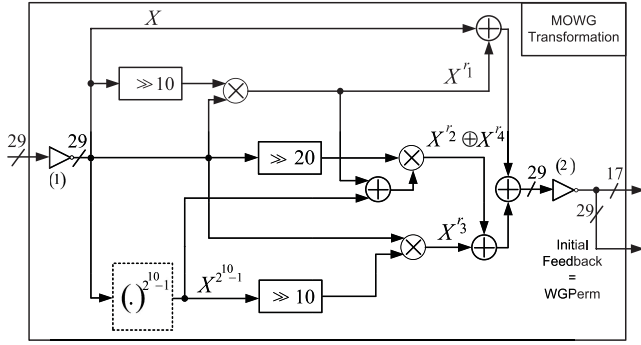 X
MOWG
Transformation
≫10
X^{r_1}
29
29
(1)
≫ 20
X^{r_2} ⊕X^{r_4}
29
(2)
17
29
X^{r_3}
Initial
Feedback
=
WGPerm
(.)^{2^{10}-1}
X^{2^{10}-1}
≫ 10